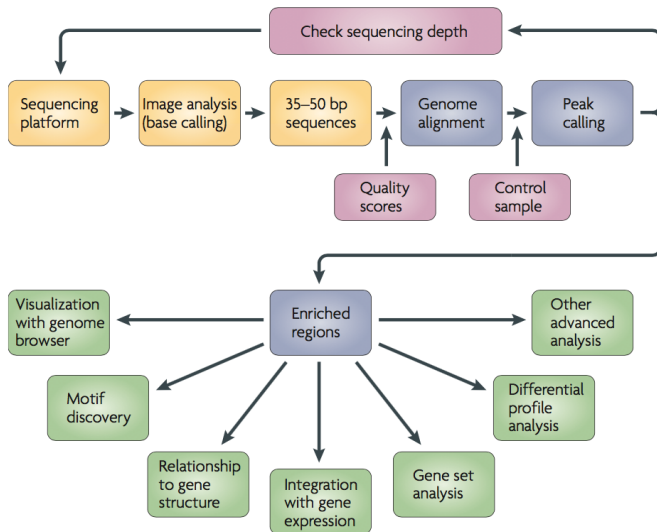 Check sequencing depth
Sequencing
platform
Image analysis
(base calling)
35–50 bp
sequences
Genome
alignment
Peak
calling
Quality
scores
Control
sample
Visualization
with genome
browser
Enriched
regions
Other
advanced
analysis
Motif
discovery
Differential
profile
analysis
Relationship
to gene
structure
Integration
with gene
expression
Gene set
analysis